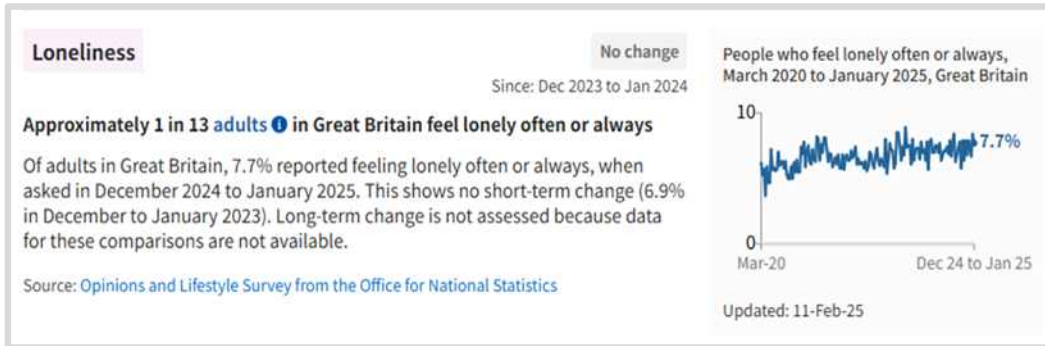 Loneliness
No change
Since: Dec 2023 to Jan 2024
Approximately 1 in 13 adults in Great Britain feel lonely often or always
Of adults in Great Britain, 7.7% reported feeling lonely often or always, when
asked in December 2024 to January 2025. This shows no short-term change (6.9%
in December to January 2023). Long-term change is not assessed because data
for these comparisons are not available.
Source: Opinions and Lifestyle Survey from the Office for National Statistics
People who feel lonely often or always,
March 2020 to January 2025, Great Britain
10
7.7%
0
Mar-20 Dec 24 to Jan 25
Updated: 11-Feb-25